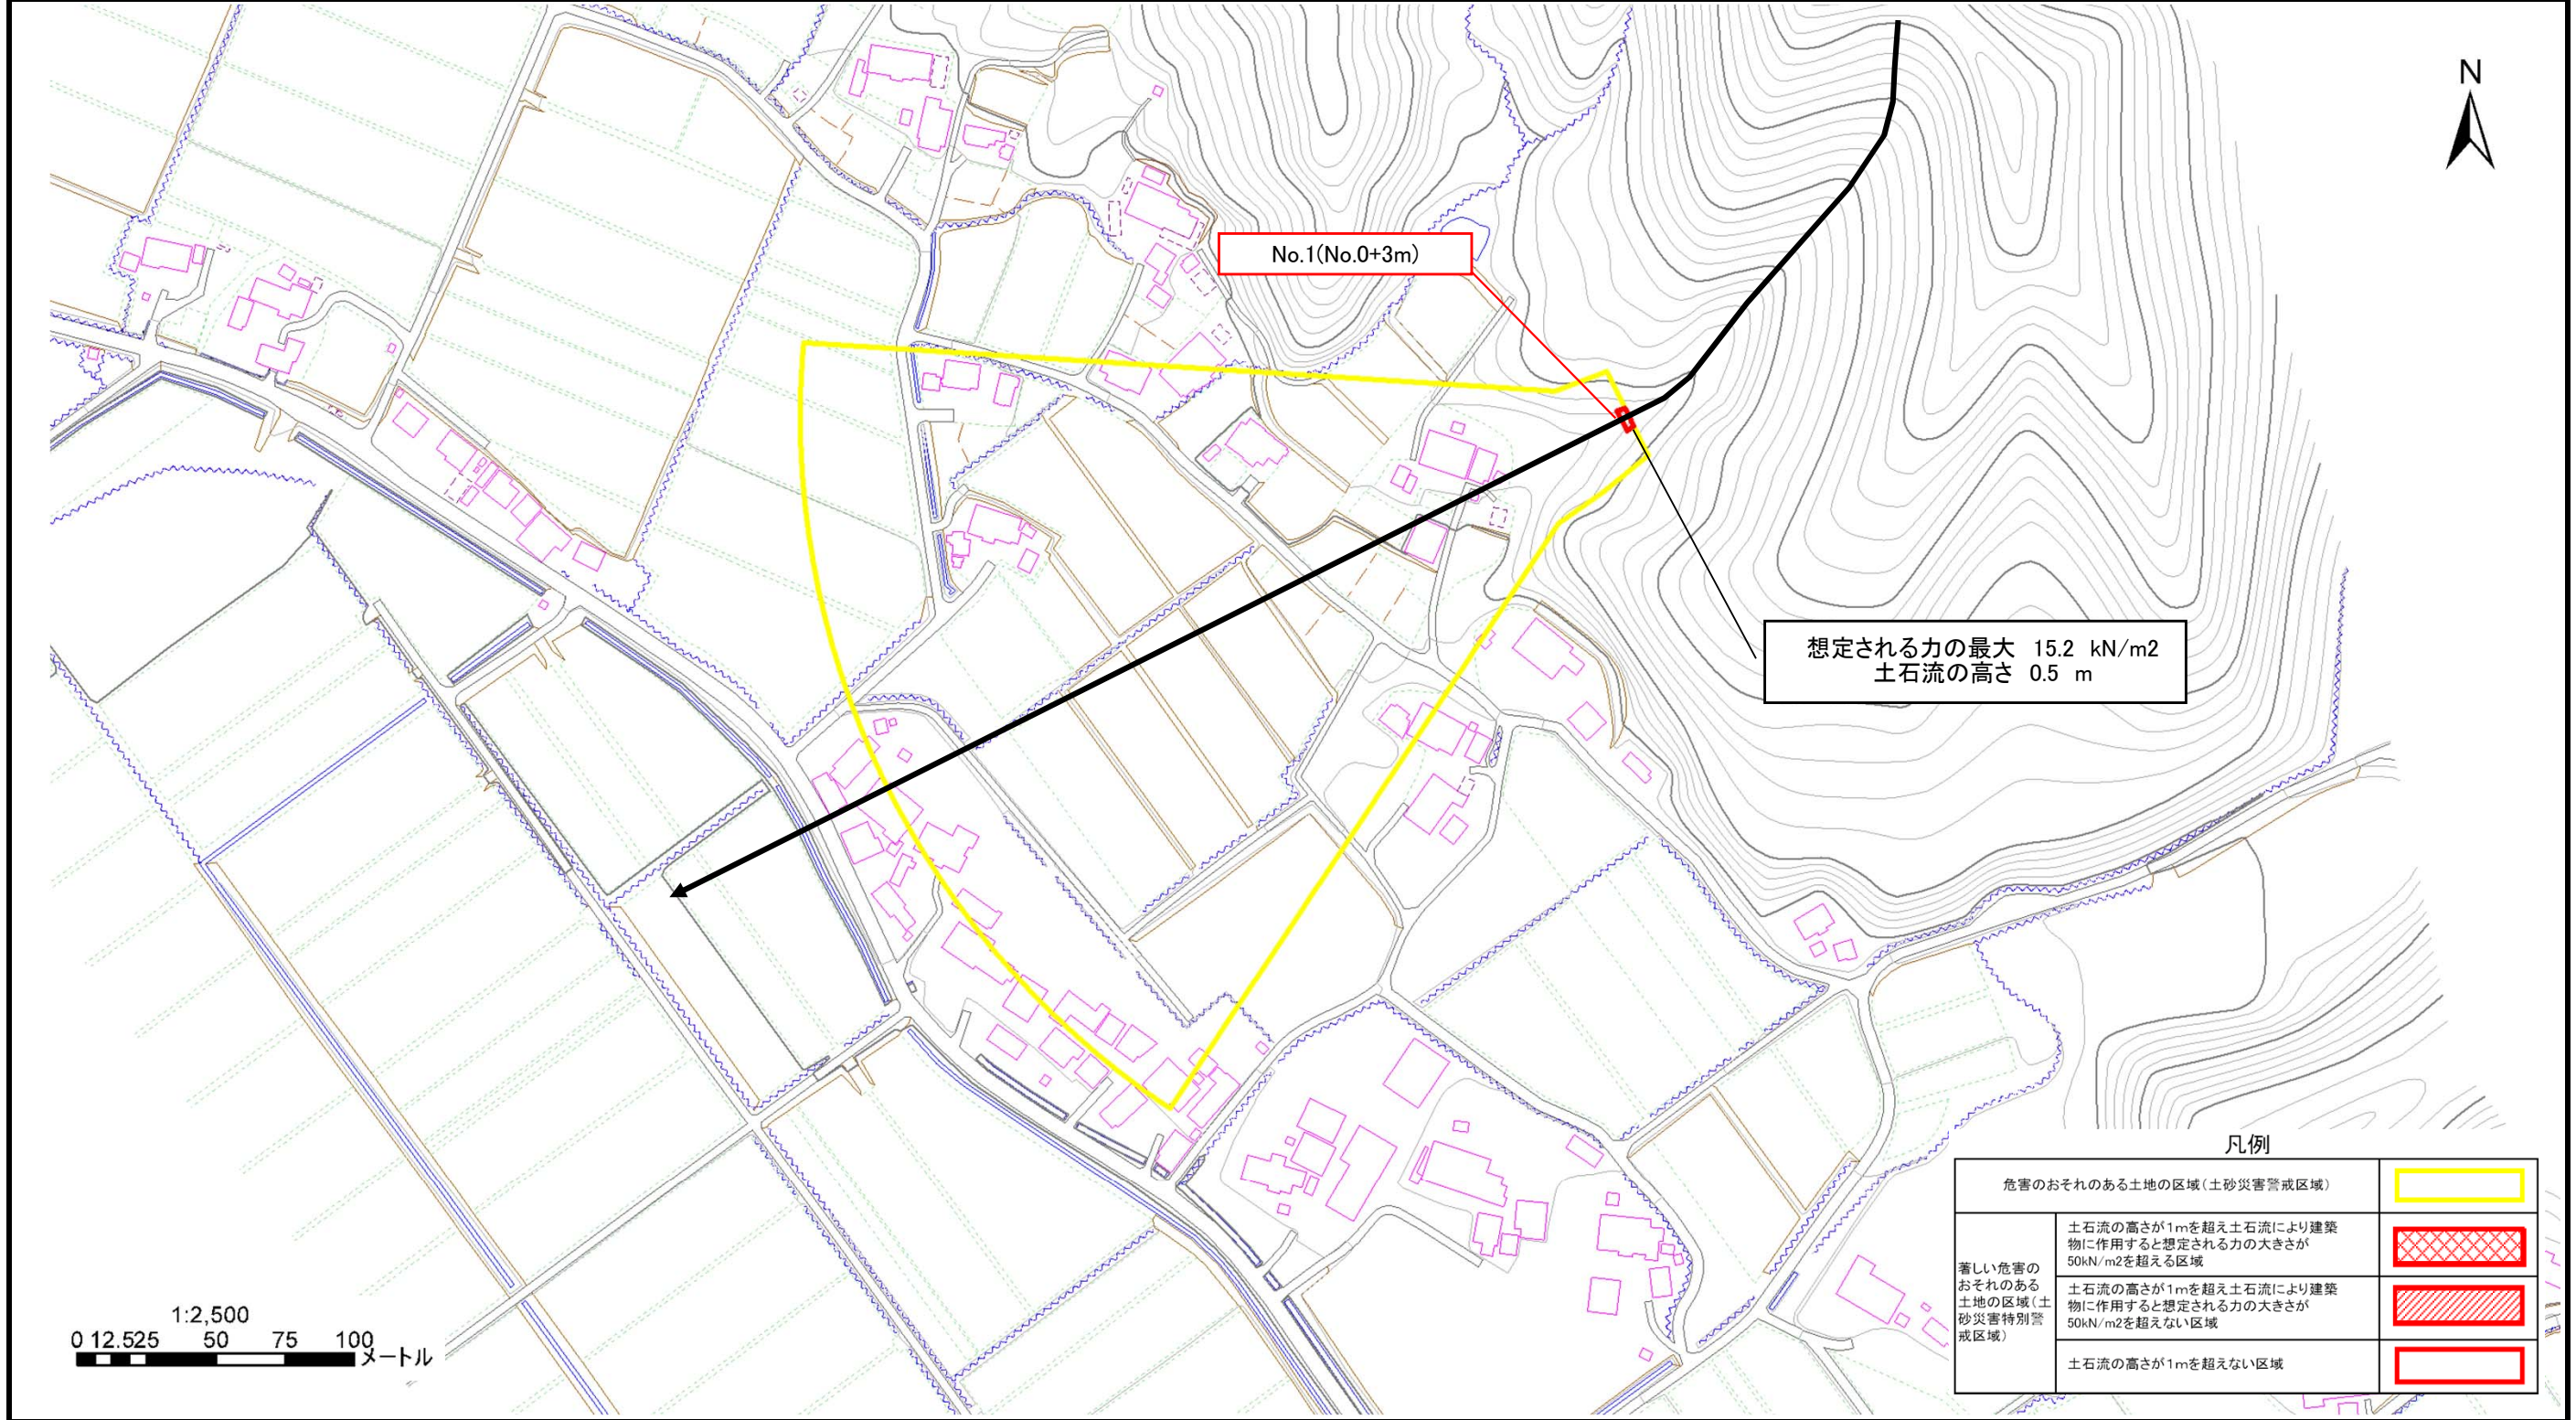 N
No.1(No.0+3m)
想定される力の最大 15.2 kN/m2
土石流の高さ 0.5 m
凡例
危害のおそれのある土地の区域(土砂災害警戒区域)
著しい危害の
おそれのある
土地の区域(土
砂災害特別警
戒区域)
土石流の高さが1mを超え土石流により建築
物に作用すると想定される力の大きさが
50kN/m2を超える区域
土石流の高さが1mを超え土石流により建築
物に作用すると想定される力の大きさが
50kN/m2を超えない区域
土石流の高さが1mを超えない区域
1:2,500
0 12.525 50 75 100
メートル